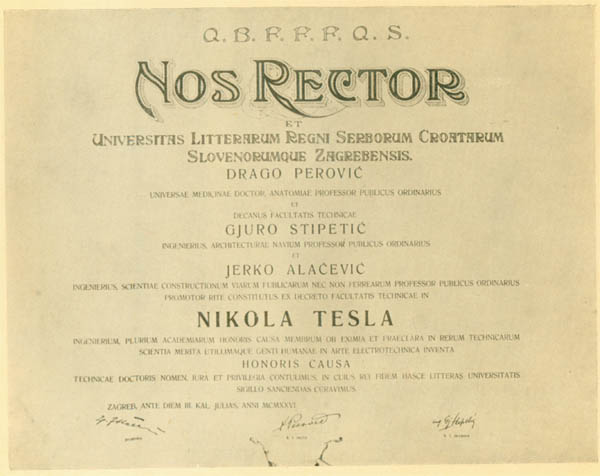 Q. B. F. F. F. Q. S.
NOS RECTOR
ET
UNIVERSITAS LITTERARUM REGNI SERBORUM CROATARUM
SLOVENORUMQUE ZAGREBENSIS.
DRAGO PEROVIĆ
UNIVERSAE MEDICINAE DOCTOR, ANATOMIAE PROFESSOR PUBLICUS ORDINARIUS
ET
DECANUS FACULTATIS TECHNICAE
GJURO STIPETIĆ
INGENIERIUS, ARCHITECTURAE NAVIUM PROFESSOR PUBLICUS ORDINARIUS
ET
JERKO ALAČEVIĆ
INGENIERIUS, SCIENTIAE CONSTRUCTIONUM VIARUM PUBLICARUM NEC NON FERREARUM PROFESSOR PUBLICUS ORDINARIUS
PROMOTOR RITE CONSTITUTUS EX DECRETO FACULTATIS TECHNICAE IN
NIKOLA TESLA
INGENIERIUM, PLURIUM ACADEMIARUM HONORIS CAUSA MEMBRUM OB EXIMIA ET PRAECLARA IN RERUM TECHNICARUM
SCIENTIA MERITA UTILLIMAQUE GENTI HUMANAE IN ARTE ELECTROTECHNICA INVENTA
HONORIS CAUSA
TECHNICAE DOCTORIS NOMEN, IURA ET PRIVILEGIA CONTULIMUS, IN CUIUS REI FIDEM HASCE LITTERAS UNIVERSITATIS
SIGILLO SANCIENDAS CURAVIMUS.
ZAGREB, ANTE DIEM III. KAL. JULIAS, ANNI MCMXXVI.